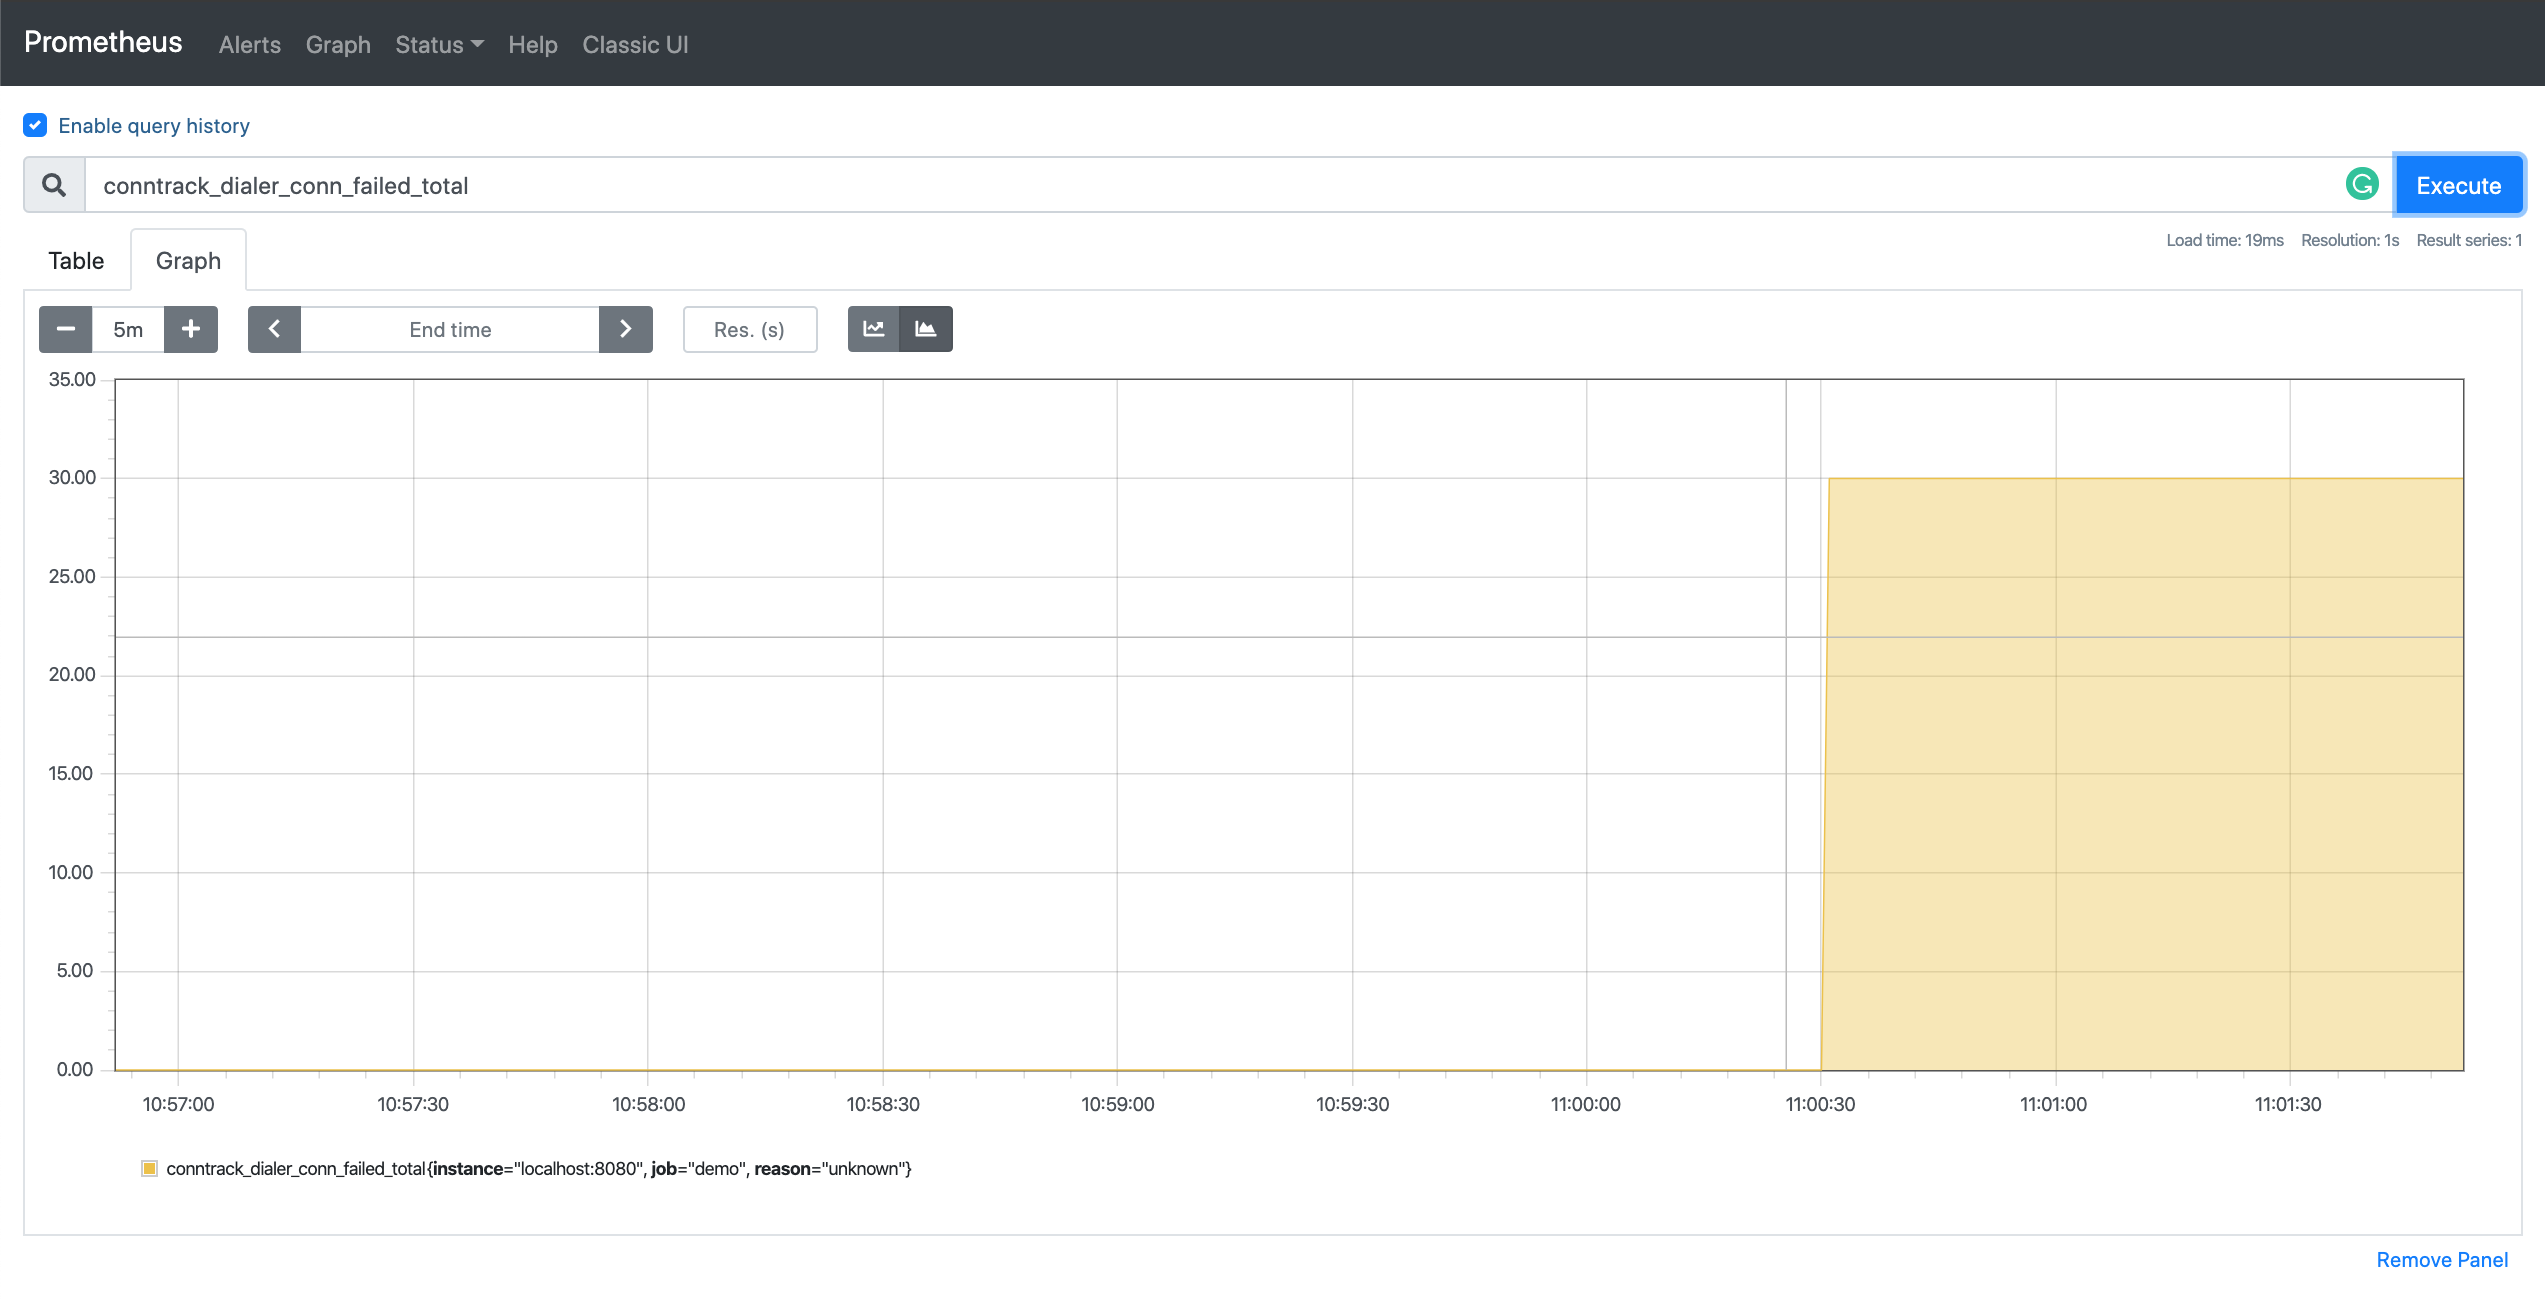 Prometheus Alerts Graph Status Help Classic UI
Enable query history
conntrack_dialer_conn_failed_total
Execute
Load time: 19ms Resolution: 1s Result series: 1
Table Graph
5m End time Res. (s)
35.00
30.00
25.00
20.00
15.00
10.00
5.00
0.00
10:57:00 10:57:30 10:58:00 10:58:30 10:59:00 10:59:30 11:00:00 11:00:30 11:01:00 11:01:30
conntrack_dialer_conn_failed_total{instance="localhost:8080", job="demo", reason="unknown"}
Remove Panel